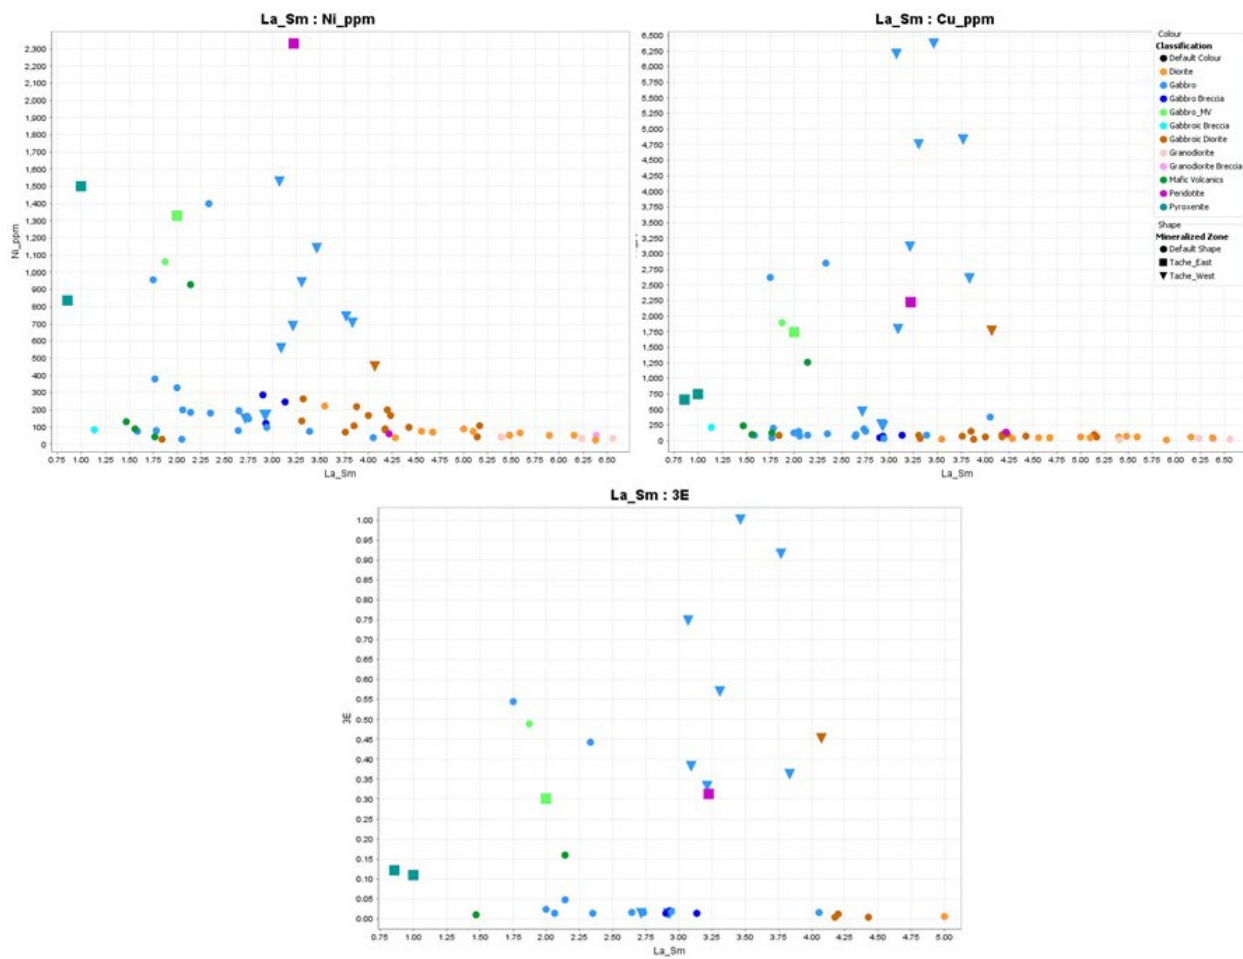 La_Sm : Ni_ppm
2,300
2,200
2,100
2,000
1,900
1,800
1,700
1,600
1,500
1,400
1,300
1,200
1,100
1,000
900
800
700
600
500
400
300
200
100
0
Ni_ppm
0.75 1.00 1.25 1.50 1.75 2.00 2.25 2.50 2.75 3.00 3.25 3.50 3.75 4.00 4.25 4.50 4.75 5.00 5.25 5.50 5.75 6.00 6.25 6.50
La_Sm
La_Sm : Cu_ppm
6,500
6,250
6,000
5,750
5,500
5,250
5,000
4,750
4,500
4,250
4,000
3,750
3,500
3,250
3,000
2,750
2,500
2,250
2,000
1,750
1,500
1,250
1,000
750
500
250
0
0.75 1.00 1.25 1.50 1.75 2.00 2.25 2.50 2.75 3.00 3.25 3.50 3.75 4.00 4.25 4.50 4.75 5.00 5.25 5.50 5.75 6.00 6.25 6.50
La_Sm
Colour
Classification
Default Colour
Diorite
Gabbro
Gabbro Breccia
Gabbro_MV
Gabbroic Breccia
Gabbroic Diorite
Granodiorite
Granodiorite Breccia
Mafic Volcanics
Peridotite
Pyroxenite
Shape
Mineralized Zone
Default Shape
Tache_East
Tache_West
La_Sm : 3E
1.00
0.95
0.90
0.85
0.80
0.75
0.70
0.65
0.60
0.55
0.50
0.45
0.40
0.35
0.30
0.25
0.20
0.15
0.10
0.05
0.00
3E
0.75 1.00 1.25 1.50 1.75 2.00 2.25 2.50 2.75 3.00 3.25 3.50 3.75 4.00 4.25 4.50 4.75 5.00
La_Sm